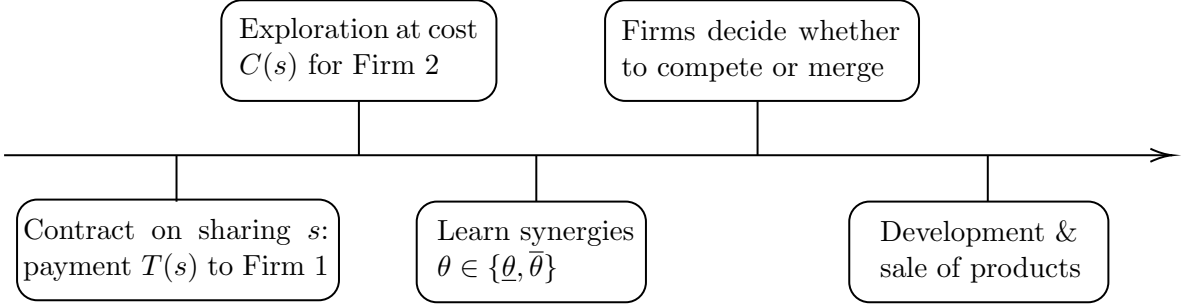 Exploration at cost
C(s) for Firm 2
Firms decide whether
to compete or merge
Contract on sharing s:
payment T(s) to Firm 1
Learn synergies
θ ∈ {θ̲, θ̅}
Development &
sale of products